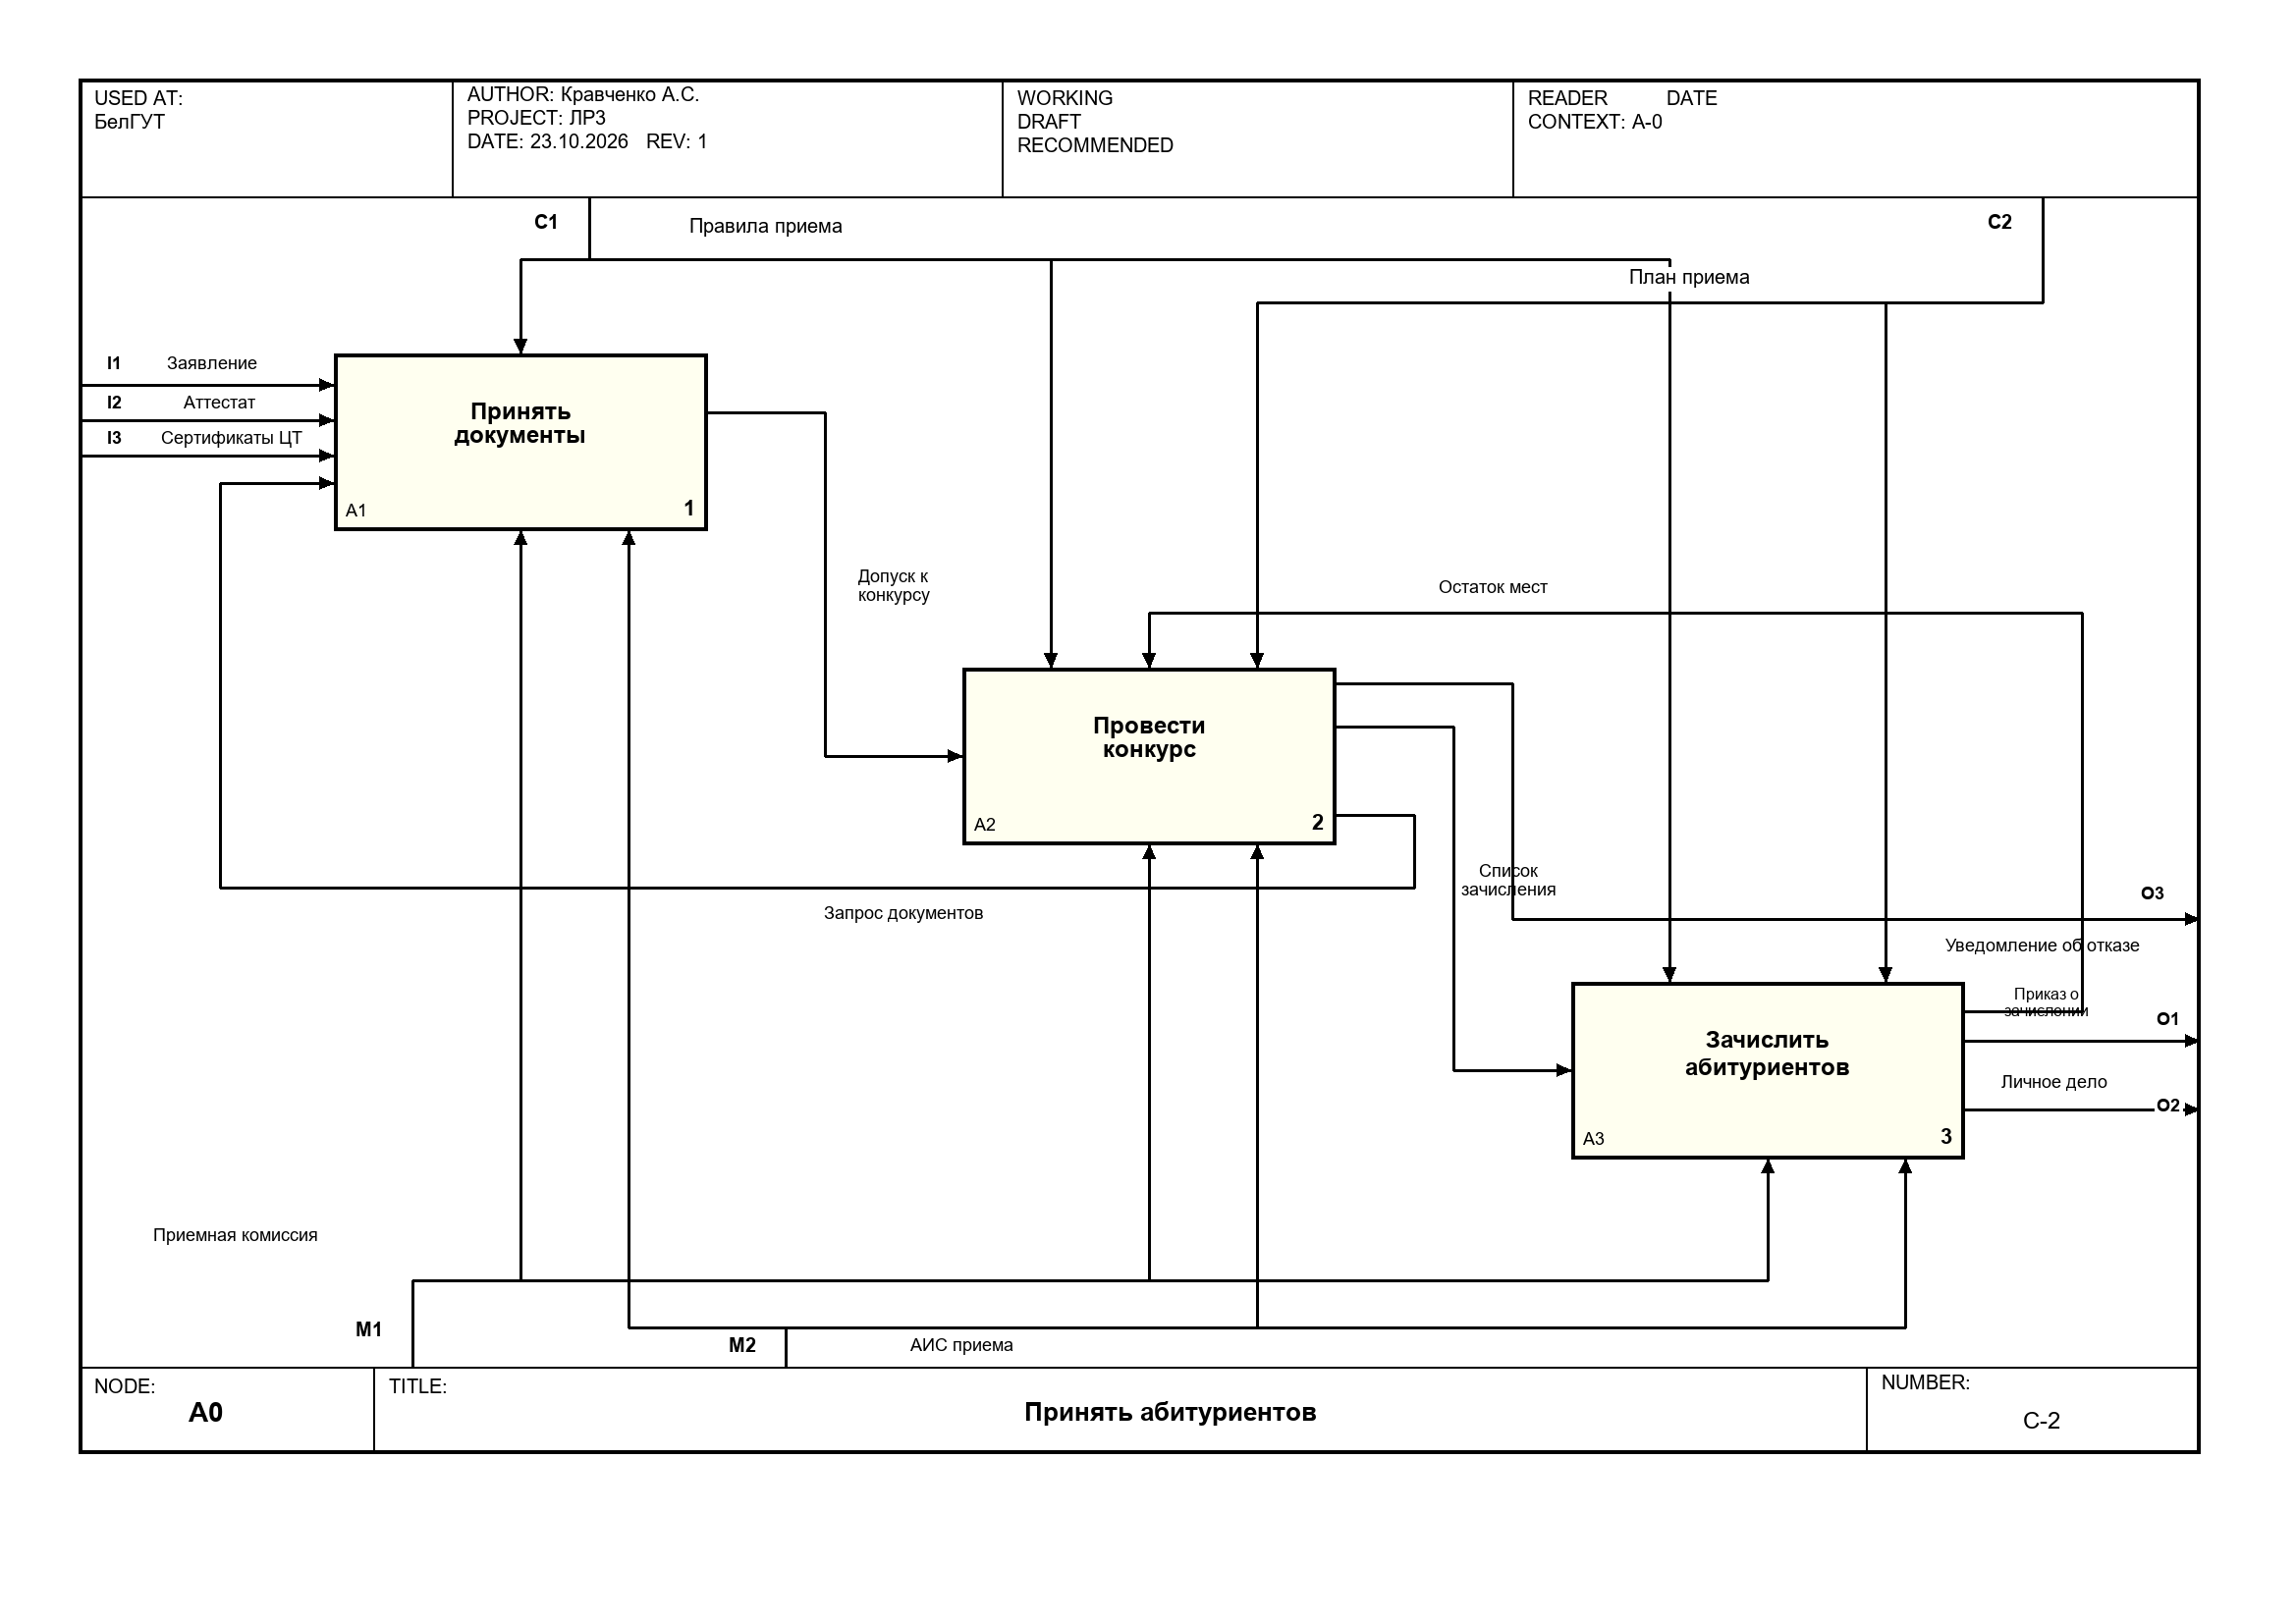 USED AT:
БелГУТ
AUTHOR: Кравченко А.С.
PROJECT: ЛР3
DATE: 23.10.2026 REV: 1
WORKING
DRAFT
RECOMMENDED
READER DATE
CONTEXT: A-0
C1
Правила приема
C2
План приема
I1 Заявление
I2 Аттестат
I3 Сертификаты ЦТ
Принять
документы
A1 1
Допуск к
конкурсу
Остаток мест
Провести
конкурс
A2 2
Список
зачисления
Запрос документов
O3
Уведомление об отказе
Приказ о
зачислении
O1
Зачислить
абитуриентов
Личное дело
O2
A3 3
Приемная комиссия
M1
M2
АИС приема
NODE:
A0
TITLE:
Принять абитуриентов
NUMBER:
C-2